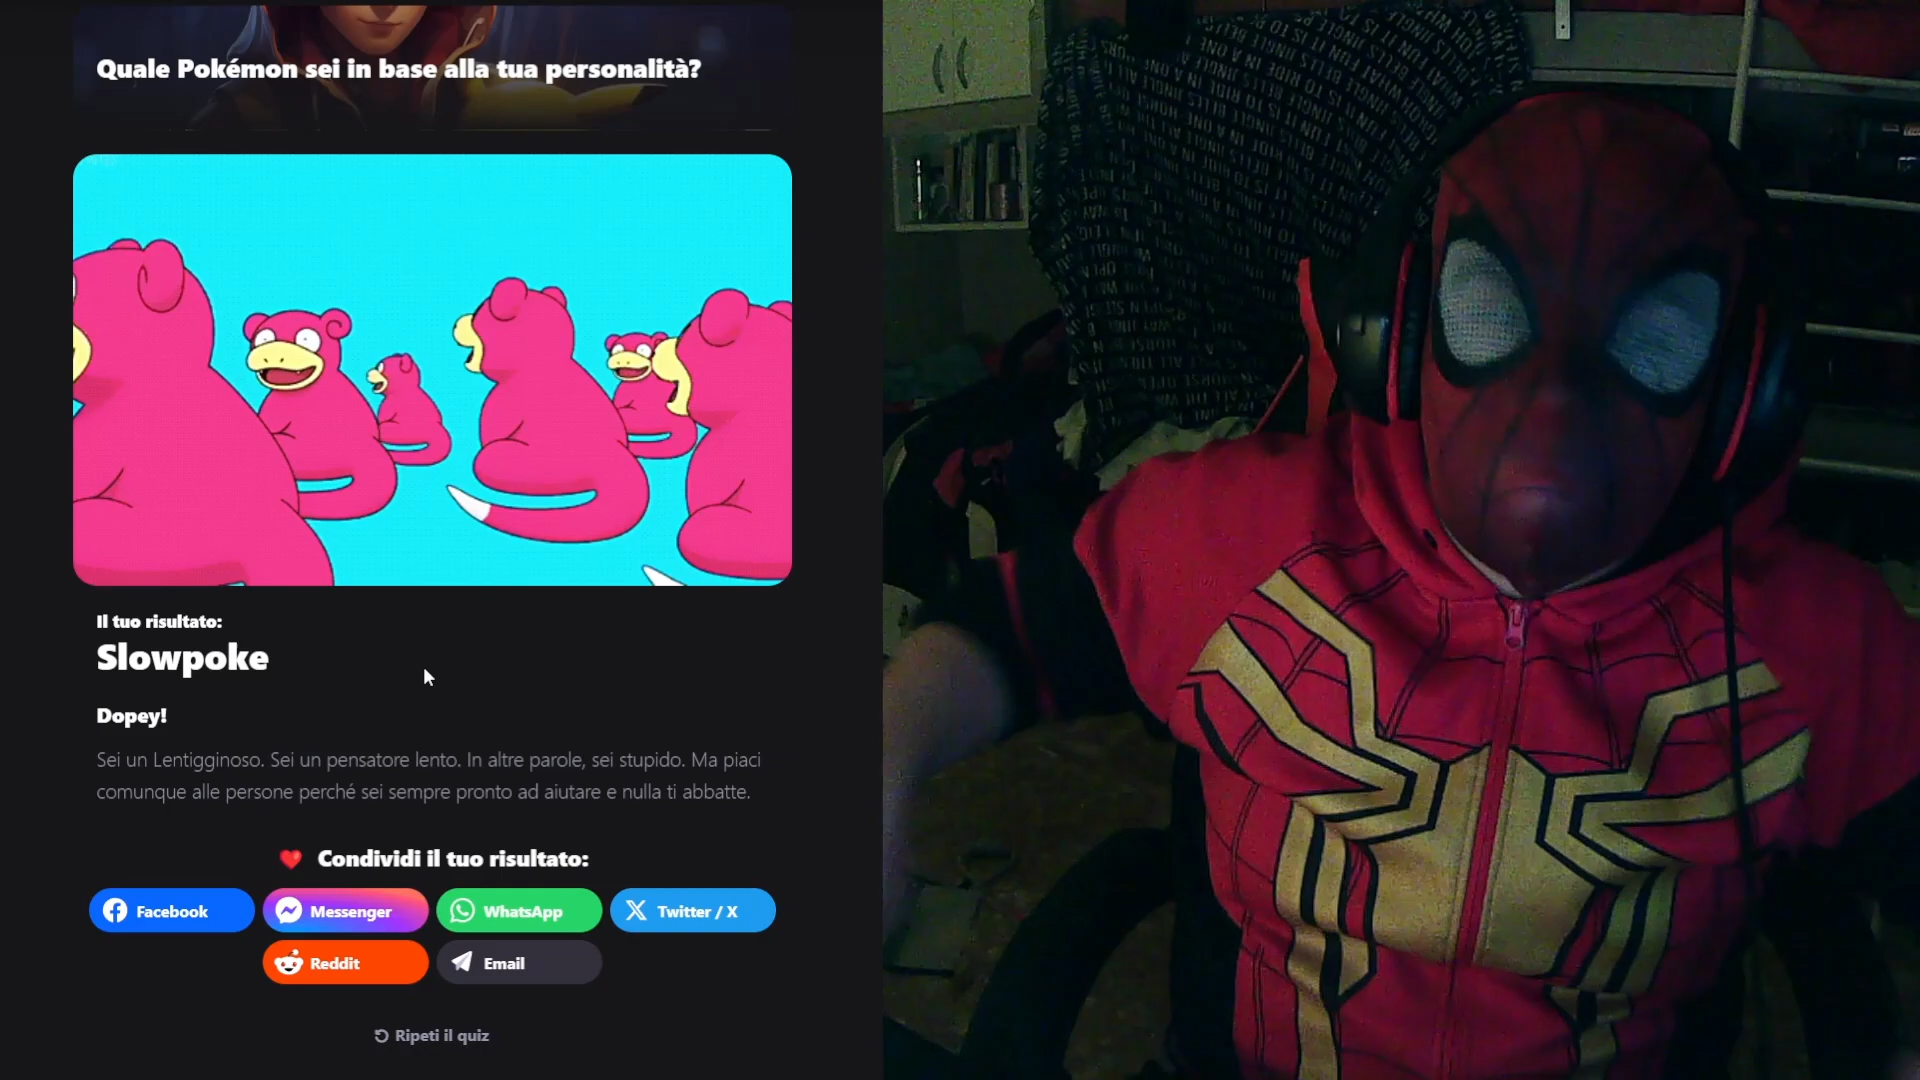 Quale Pokémon sei in base alla tua personalità?
Il tuo risultato:
Slowpoke
Dopey!
Sei un Lentigginoso. Sei un pensatore lento. In altre parole, sei stupido. Ma piaci
comunque alle persone perché sei sempre pronto ad aiutare e nulla ti abbatte.
Condividi il tuo risultato:
Facebook
Messenger
WhatsApp
Twitter / X
Reddit
Email
Ripeti il quiz